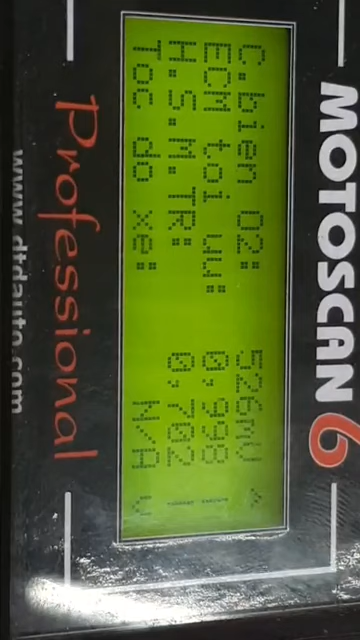 MOTOSCAN 6
C.bien O2: 526mV
ECM toi uu: 0,998
H.S. M.TR: 0,702
Toc do xe: N/A
Professional
www.dtdauto.com